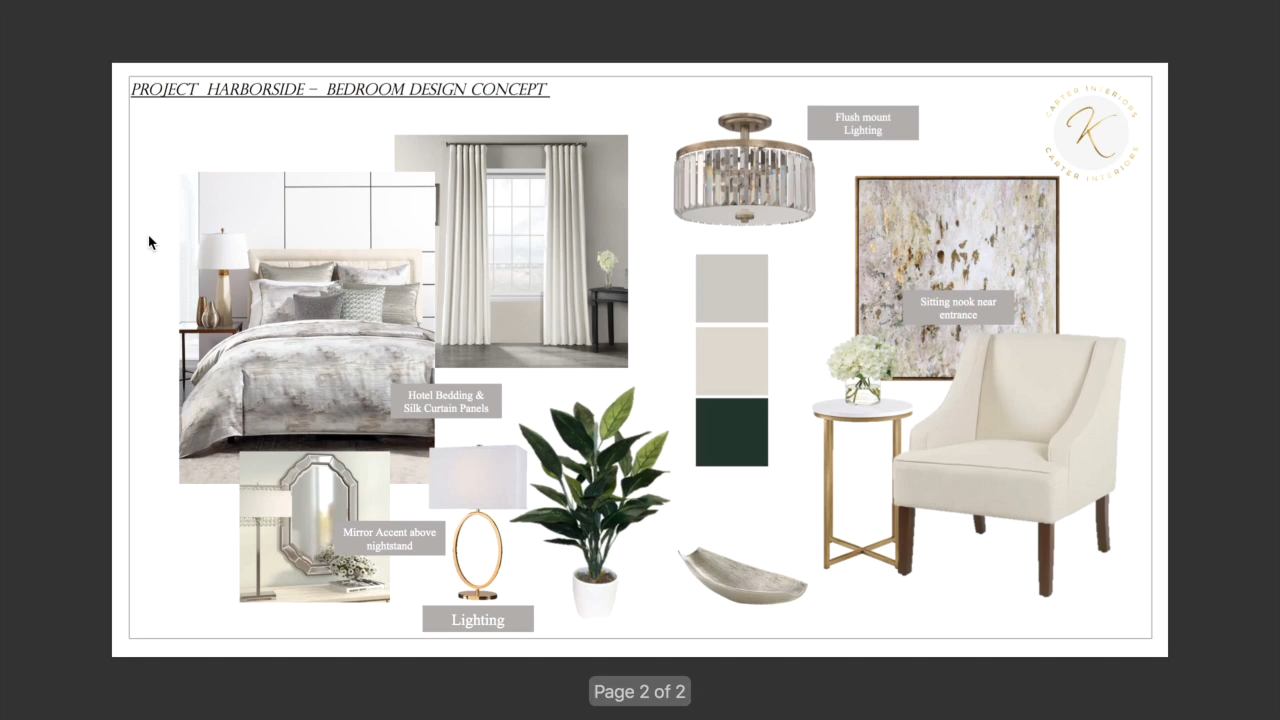 PROJECT HARBORSIDE – BEDROOM DESIGN CONCEPT
CARTER INTERIORS
K
CARTER INTERIORS
Flush mount
Lighting
Sitting nook near
entrance
Hotel Bedding &
Silk Curtain Panels
Mirror Accent above
nightstand
Lighting
Page 2 of 2